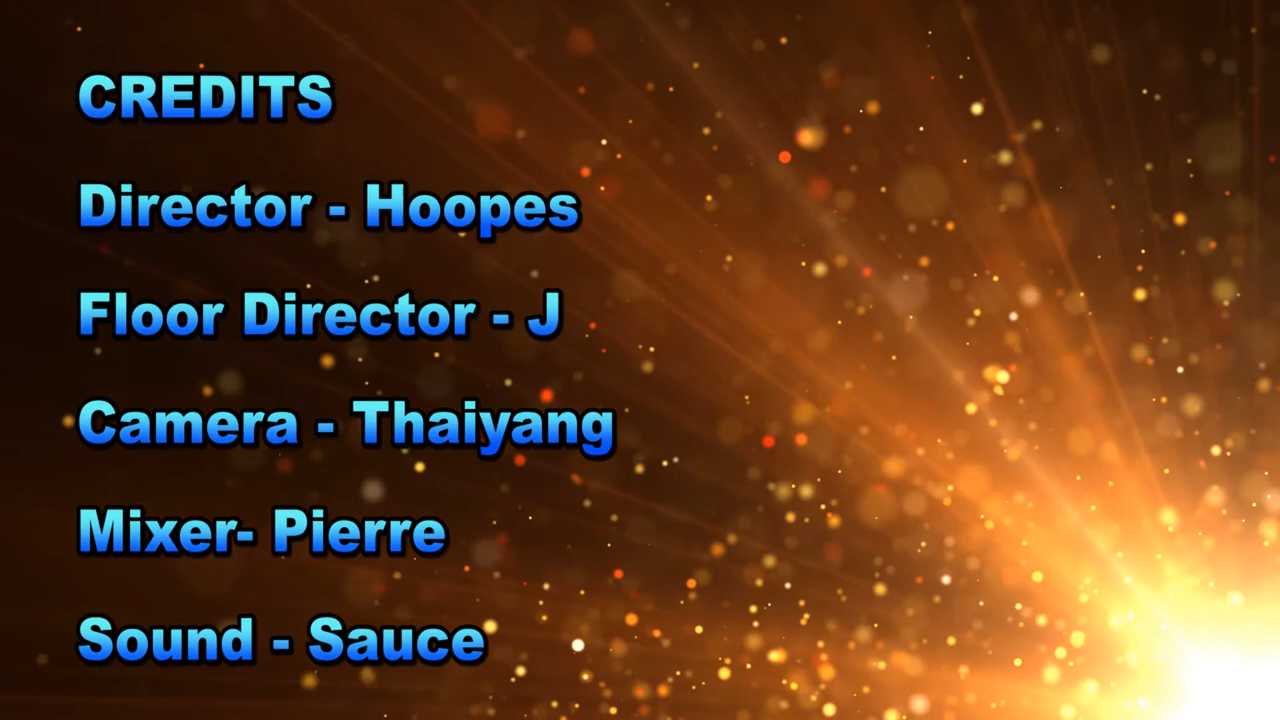 CREDITS
Director - Hoopes
Floor Director - J
Camera - Thaiyang
Mixer- Pierre
Sound - Sauce